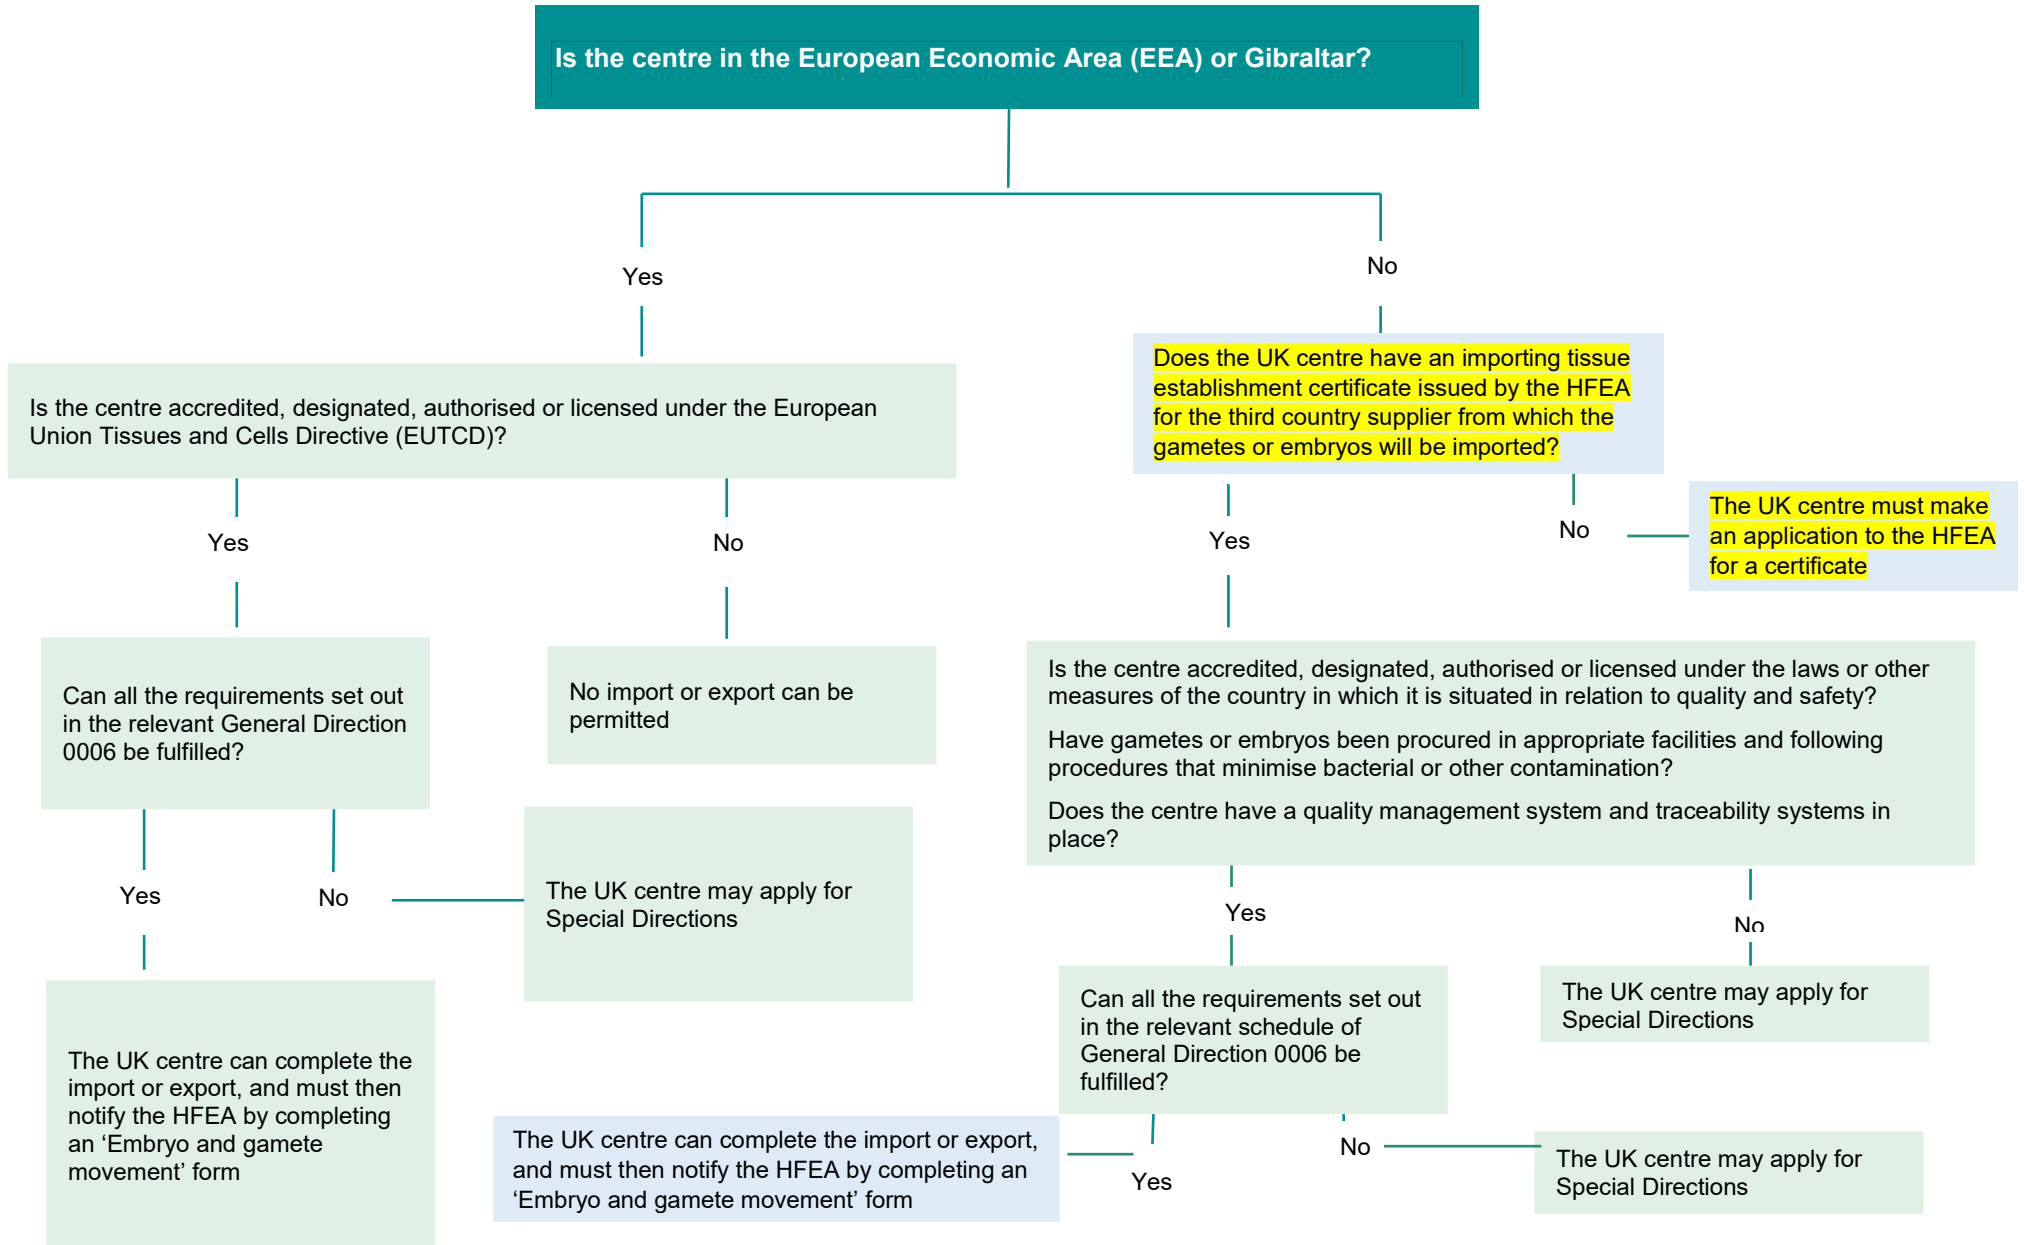 Is the centre in the European Economic Area (EEA) or Gibraltar?
Yes
No
Is the centre accredited, designated, authorised or licensed under the European
Union Tissues and Cells Directive (EUTCD)?
Does the UK centre have an importing tissue
establishment certificate issued by the HFEA
for the third country supplier from which the
gametes or embryos will be imported?
Yes
No
Yes
No
The UK centre must make
an application to the HFEA
for a certificate
Can all the requirements set out
in the relevant General Direction
0006 be fulfilled?
No import or export can be
permitted
Is the centre accredited, designated, authorised or licensed under the laws or other
measures of the country in which it is situated in relation to quality and safety?
Have gametes or embryos been procured in appropriate facilities and following
procedures that minimise bacterial or other contamination?
Does the centre have a quality management system and traceability systems in
place?
Yes
No
The UK centre may apply for
Special Directions
Yes
No
The UK centre can complete the
import or export, and must then
notify the HFEA by completing
an ‘Embryo and gamete
movement’ form
Can all the requirements set out
in the relevant schedule of
General Direction 0006 be
fulfilled?
The UK centre may apply for
Special Directions
The UK centre can complete the import or export,
and must then notify the HFEA by completing an
‘Embryo and gamete movement’ form
Yes
No
The UK centre may apply for
Special Directions